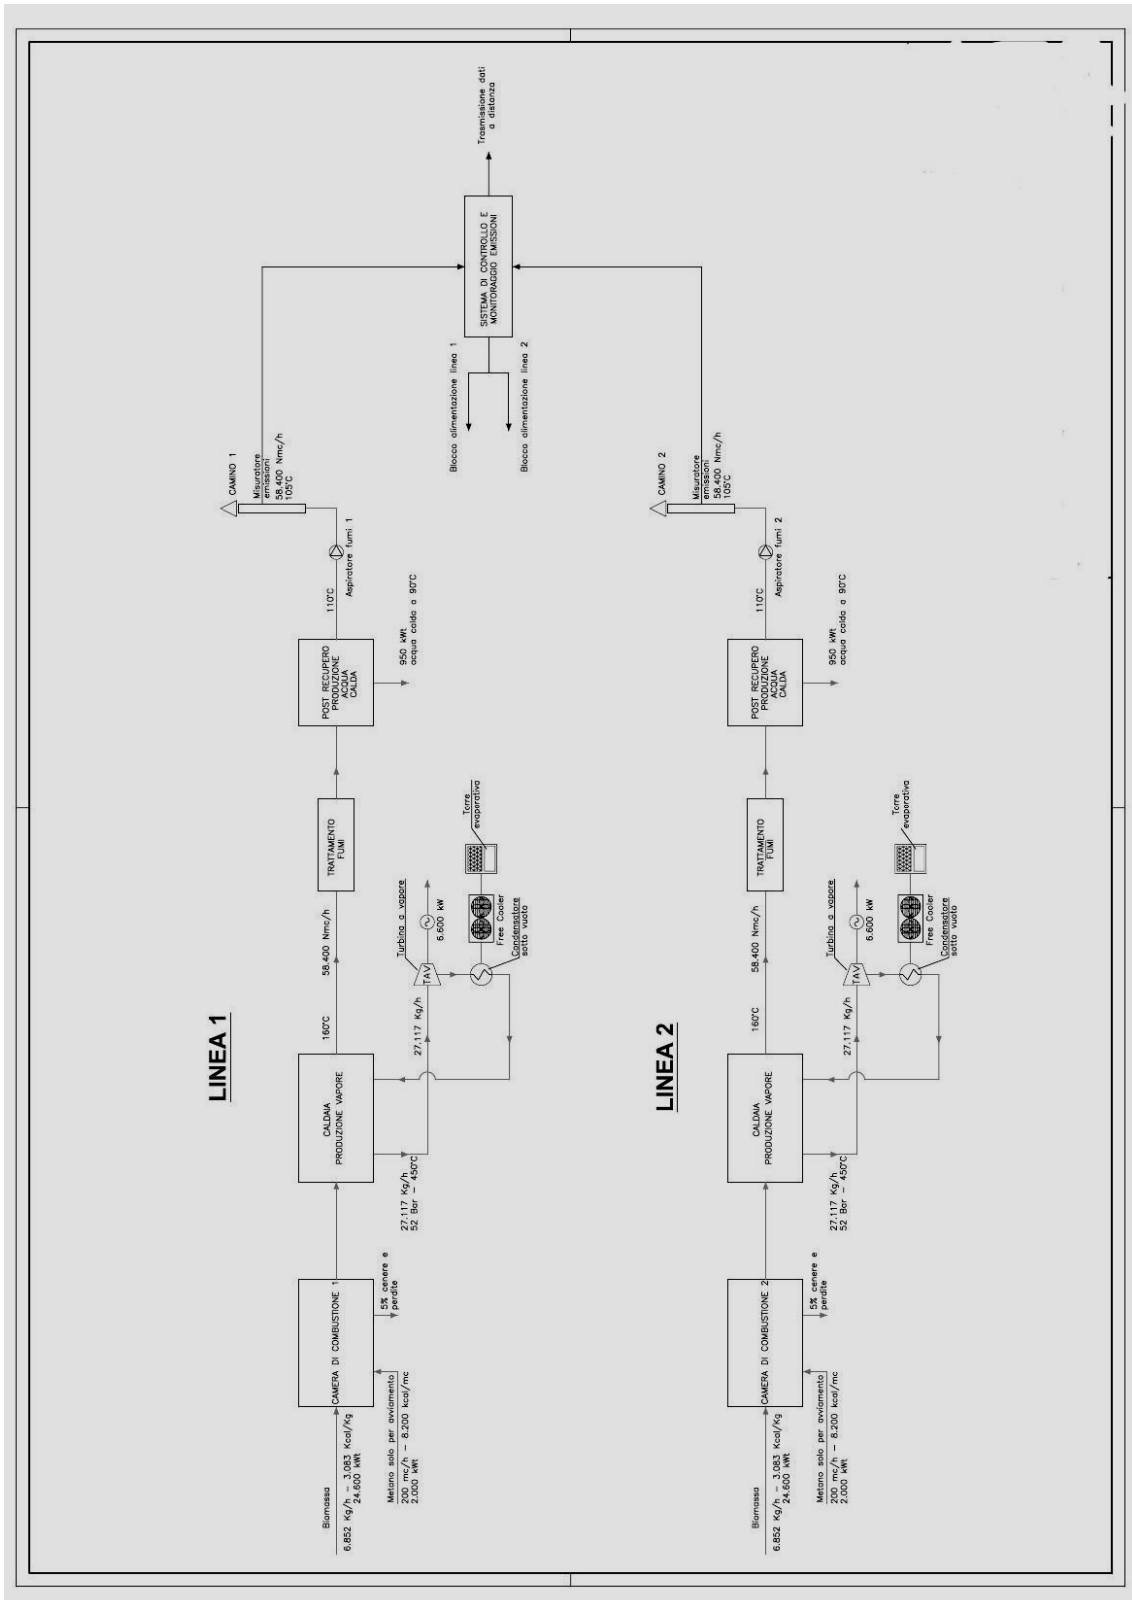 LINEA 1
Biomassa
6.852 Kg/h - 3.083 Kcal/Kg
24.600 kWt
Metano solo per avviamento
200 mc/h - 8.200 kcal/mc
2.000 kWt
CAMERA DI COMBUSTIONE 1
5% cenere e
perdite
CALDAIA
PRODUZIONE VAPORE
27.117 Kg/h
52 Bar - 450°C
160°C
58.400 Nmc/h
27.117 Kg/h
TAV
Turbina a vapore
6.600 kW
Condensatore
sotto vuoto
Free Cooler
Torre
evaporativa
TRATTAMENTO
FUMI
POST RECUPERO
PRODUZIONE
ACQUA
CALDA
950 kWt
acqua calda a 90°C
110°C
Aspiratore fumi 1
CAMINO 1
Misuratore
emissioni
58.400 Nmc/h
105°C
Blocco alimentazione linea 1
Blocco alimentazione linea 2
SISTEMA DI CONTROLLO E
MONITORAGGIO EMISSIONI
Trasmissione dati
a distanza
LINEA 2
Biomassa
6.852 Kg/h - 3.083 Kcal/Kg
24.600 kWt
Metano solo per avviamento
200 mc/h - 8.200 kcal/mc
2.000 kWt
CAMERA DI COMBUSTIONE 2
5% cenere e
perdite
CALDAIA
PRODUZIONE VAPORE
27.117 Kg/h
52 Bar - 450°C
160°C
58.400 Nmc/h
27.117 Kg/h
TAV
Turbina a vapore
6.600 kW
Condensatore
sotto vuoto
Free Cooler
Torre
evaporativa
TRATTAMENTO
FUMI
POST RECUPERO
PRODUZIONE
ACQUA
CALDA
950 kWt
acqua calda a 90°C
110°C
Aspiratore fumi 2
CAMINO 2
Misuratore
emissioni
58.400 Nmc/h
105°C